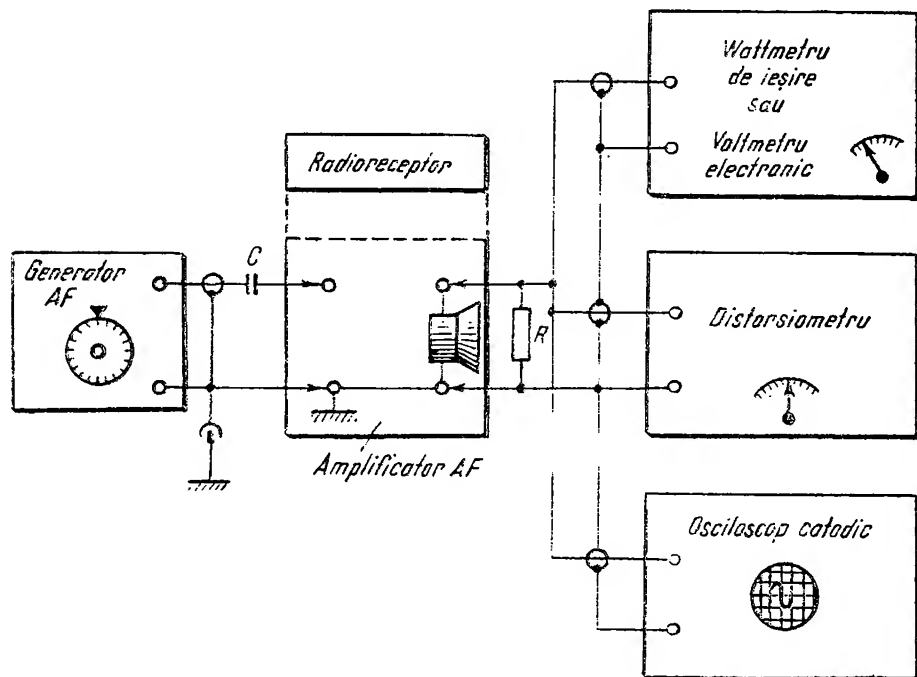 Wattmetru
de ieșire
sau
Voltmetru
electronic
Radioreceptor
Generator
AF
C
R
Distorsiometru
Amplificator AF
Osciloscop catodic